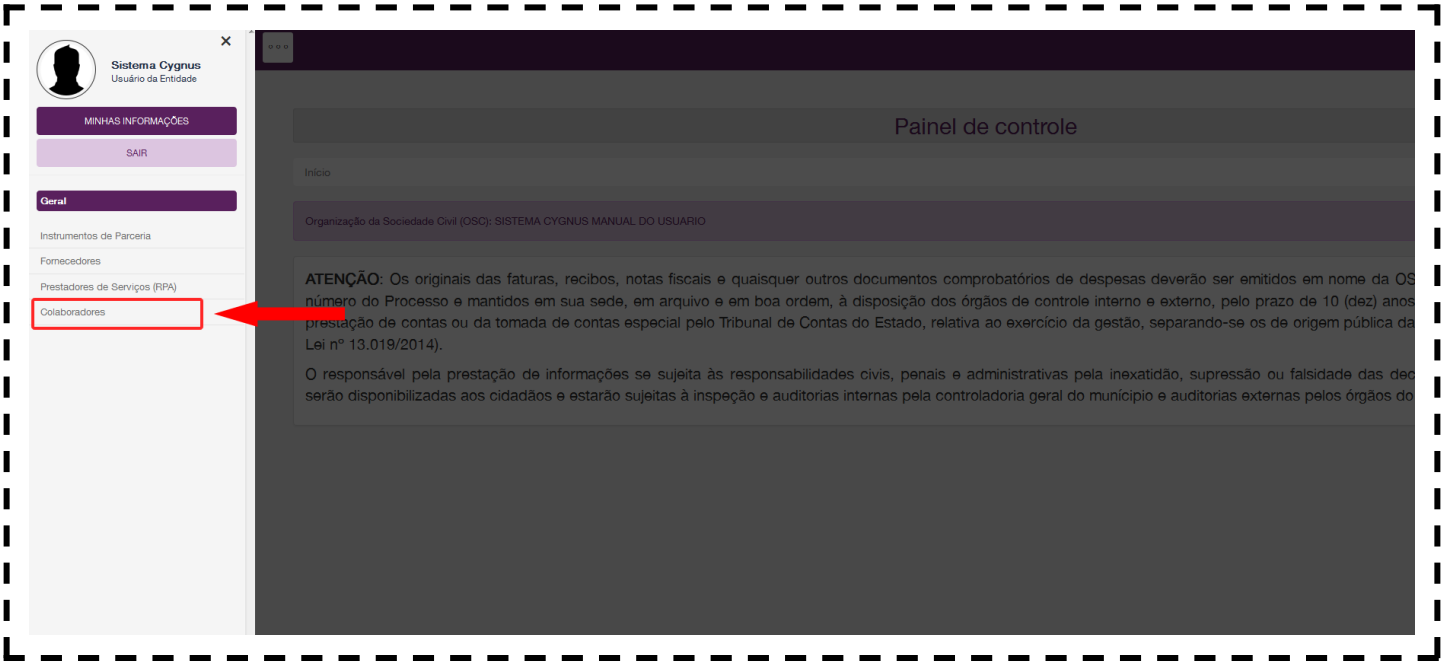 ×
Sistema Cygnus
Usuário da Entidade
MINHAS INFORMAÇÕES
SAIR
Geral
Instrumentos de Parceria
Fornecedores
Prestadores de Serviços (RPA)
Colaboradores
Painel de controle
Início
Organização da Sociedade Civil (OSC): SISTEMA CYGNUS MANUAL DO USUARIO
ATENÇÃO: Os originais das faturas, recibos, notas fiscais e quaisquer outros documentos comprobatórios de despesas deverão ser emitidos em nome da OS
número do Processo e mantidos em sua sede, em arquivo e em boa ordem, à disposição dos órgãos de controle interno e externo, pelo prazo de 10 (dez) anos
prestação de contas ou da tomada de contas especial pelo Tribunal de Contas do Estado, relativa ao exercício da gestão, separando-se os de origem pública da
Lei nº 13.019/2014).
O responsável pela prestação de informações se sujeita às responsabilidades civis, penais e administrativas pela inexatidão, supressão ou falsidade das dec
serão disponibilizadas aos cidadãos e estarão sujeitas à inspeção e auditorias internas pela controladoria geral do munícipio e auditorias externas pelos órgãos do